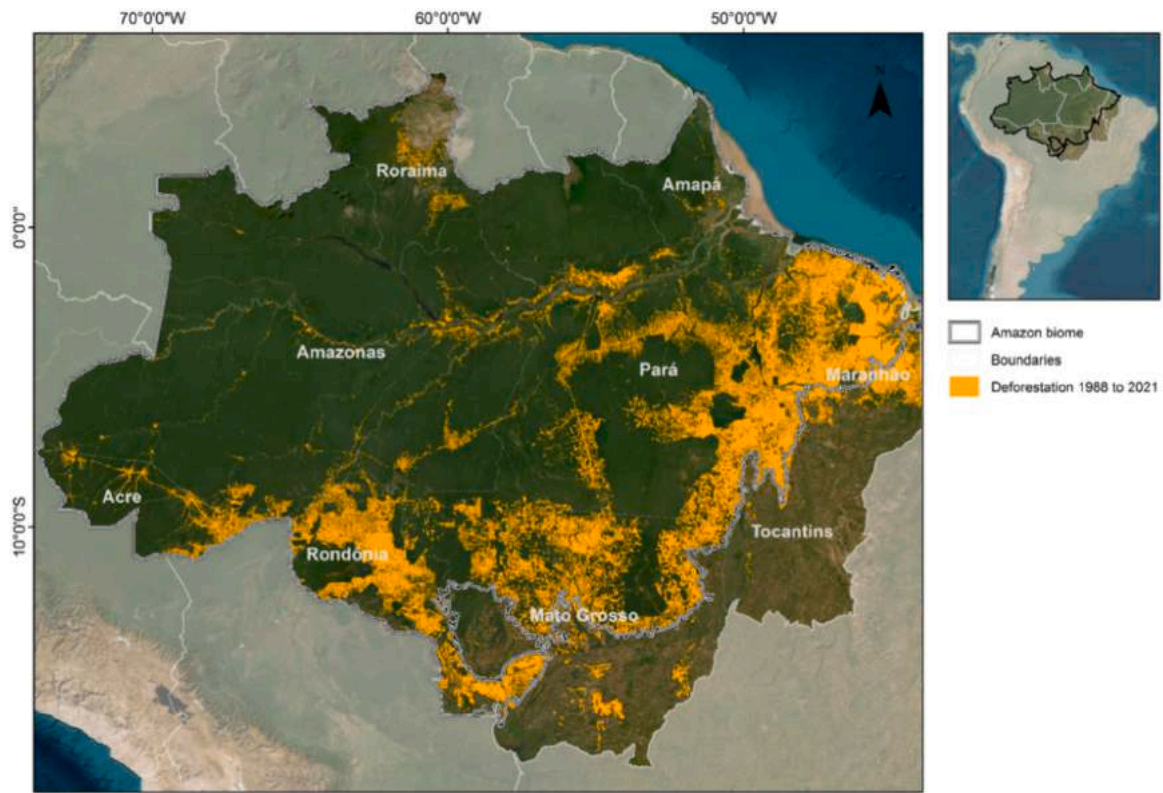 70°0'0"W 60°0'0"W 50°0'0"W
N
Roraima
Amapá
0°0'0"
Amazonas
Pará
Maranhão
Acre
10°0'0"S
Rondônia
Tocantins
Mato Grosso
Amazon biome
Boundaries
Deforestation 1988 to 2021